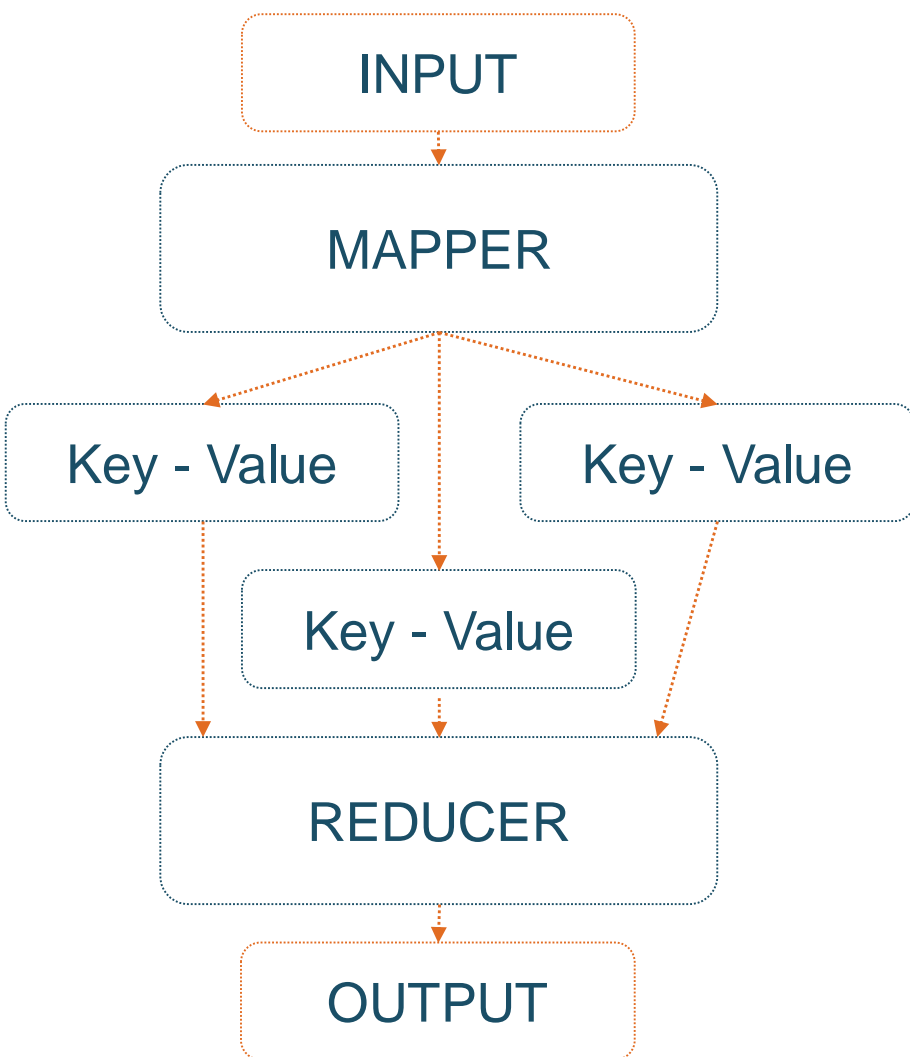 INPUT
MAPPER
Key - Value
Key - Value
Key - Value
REDUCER
OUTPUT